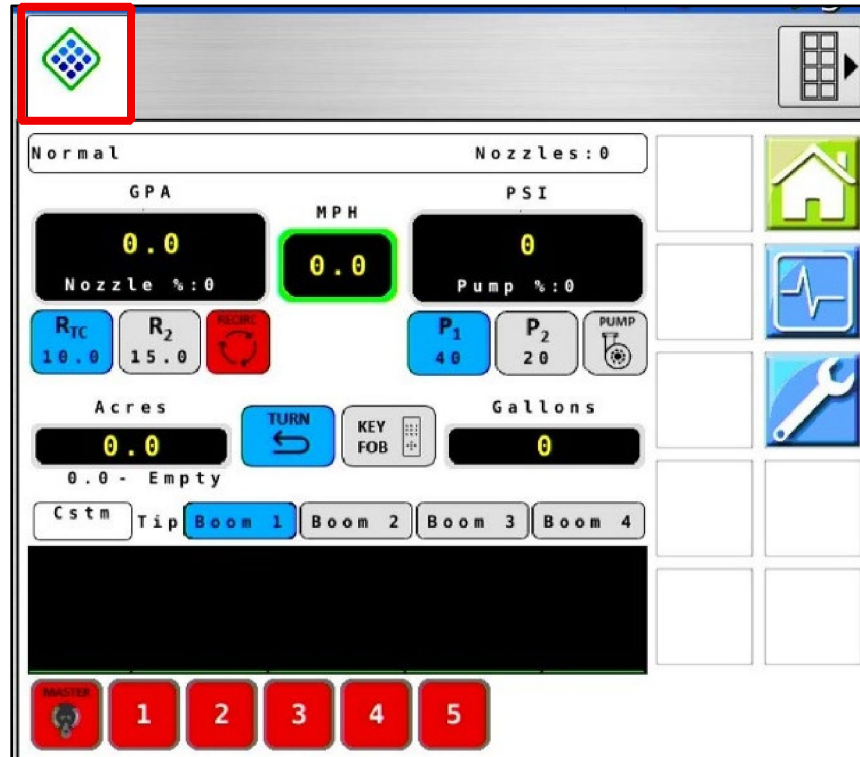 Normal Nozzles:0
GPA MPH PSI
0.0 0.0 0
Nozzle %:0 Pump %:0
RTC R2 RECIRC P1 P2 PUMP
10.0 15.0 40 20
Acres TURN KEY FOB Gallons
0.0 0
0.0- Empty
Cstm Tip Boom 1 Boom 2 Boom 3 Boom 4
MASTER 1 2 3 4 5